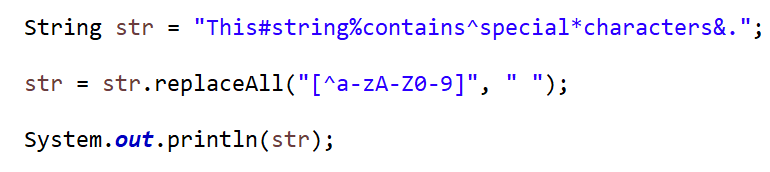 String str = "This#string%contains^special*characters&.";
str = str.replaceAll("[^a-zA-Z0-9]", " ");
System.out.println(str);